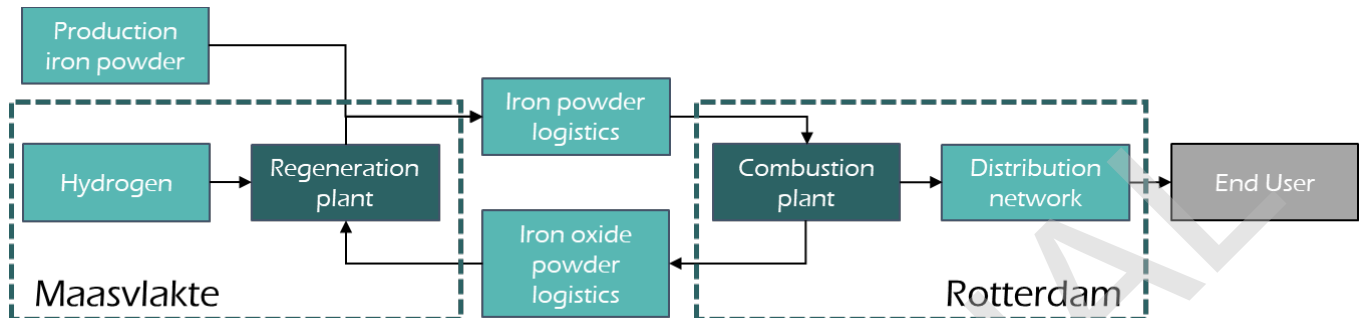 Production
iron powder
Iron powder
logistics
Hydrogen
Regeneration
plant
Combustion
plant
Distribution
network
End User
Iron oxide
powder
logistics
Maasvlakte
Rotterdam